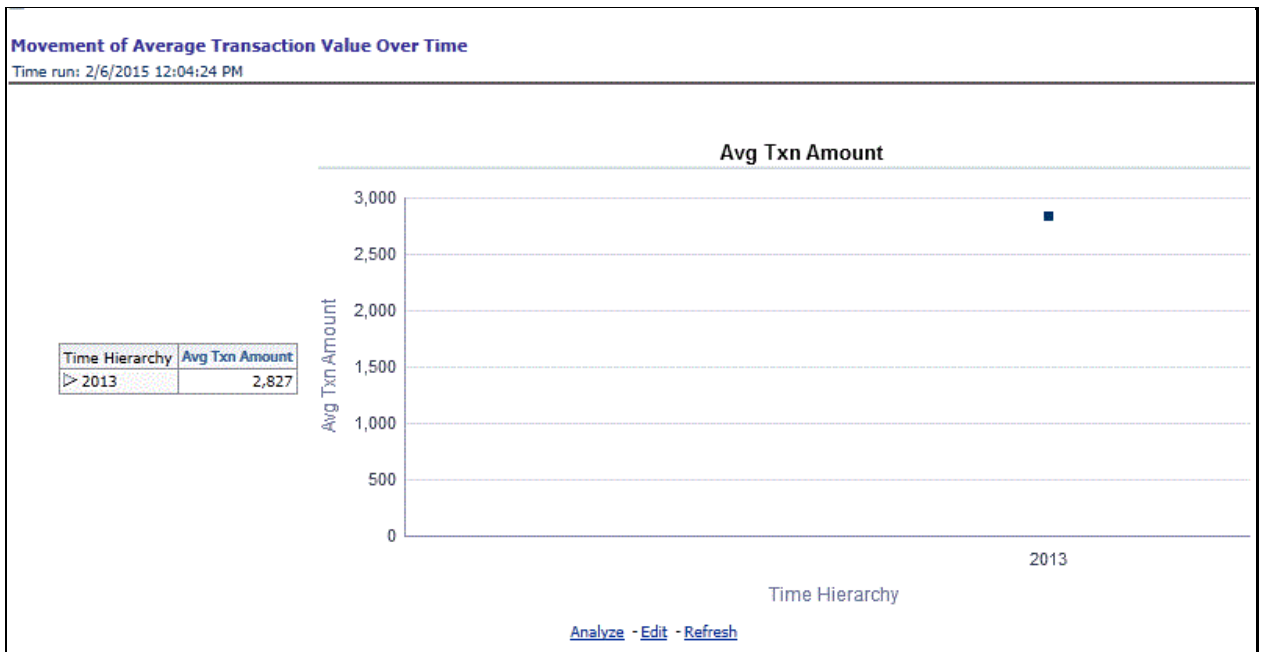 Movement of Average Transaction Value Over Time
Time run: 2/6/2015 12:04:24 PM
Time Hierarchy Avg Txn Amount
2013 2,827
Avg Txn Amount
3,000
2,500
2,000
1,500
1,000
500
0
Avg Txn Amount
2013
Time Hierarchy
Analyze - Edit - Refresh